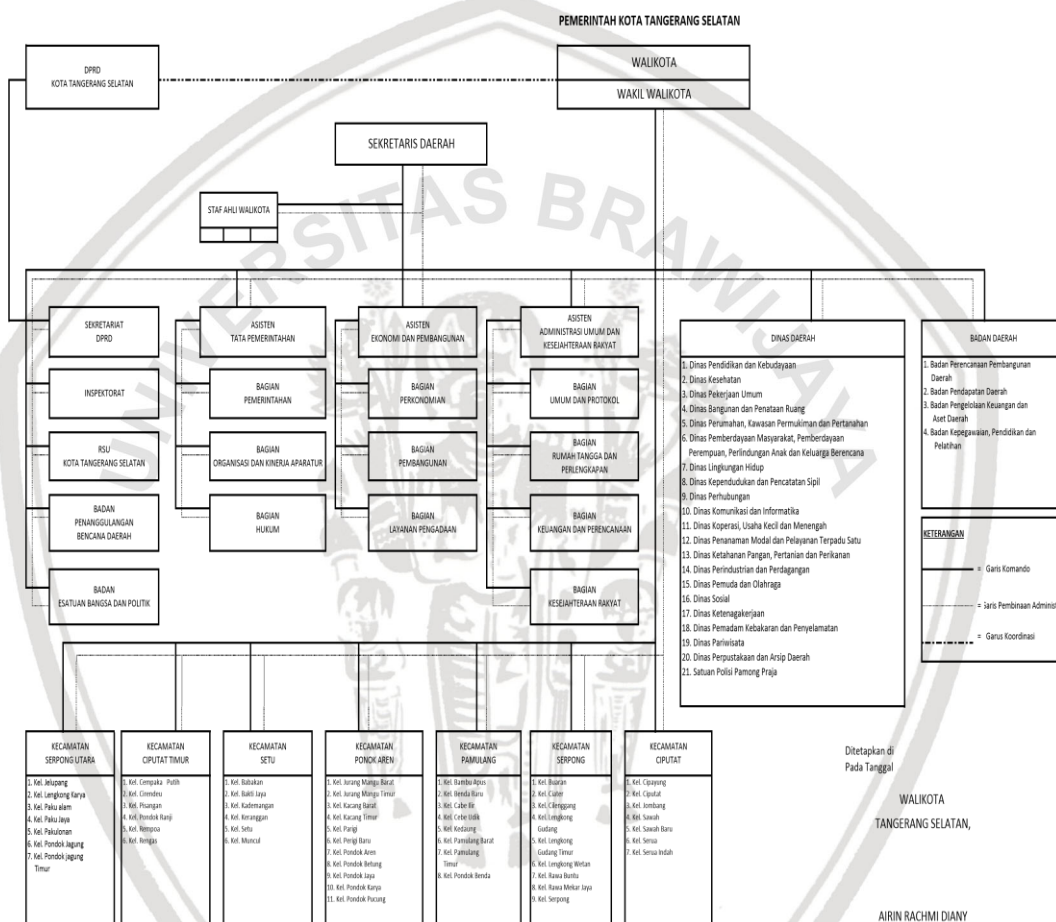 PEMERINTAH KOTA TANGERANG SELATAN
DPRD
KOTA TANGERANG SELATAN
WALIKOTA
WAKIL WALIKOTA
SEKRETARIS DAERAH
STAF AHLI WALIKOTA
UNIVERSITAS BRAWIJAYA
SEKRETARIAT
DPRD
INSPEKTORAT
RSU
KOTA TANGERANG SELATAN
BADAN
PENANGGULANGAN
BENCANA DAERAH
BADAN
ESATUAN BANGSA DAN POLITIK
ASISTEN
TATA PEMERINTAHAN
BAGIAN
PEMERINTAHAN
BAGIAN
ORGANISASI DAN KINERJA APARATUR
BAGIAN
HUKUM
ASISTEN
EKONOMI DAN PEMBANGUNAN
BAGIAN
PERKONOMIAN
BAGIAN
PEMBANGUNAN
BAGIAN
LAYANAN PENGADAAN
ASISTEN
ADMINISTRASI UMUM DAN
KESEJAHTERAAN RAKYAT
BAGIAN
UMUM DAN PROTOKOL
BAGIAN
RUMAH TANGGA DAN
PERLENGKAPAN
BAGIAN
KEUANGAN DAN PERENCANAAN
BAGIAN
KESEJAHTERAAN RAKYAT
DINAS DAERAH
1. Dinas Pendidikan dan Kebudayaan
2. Dinas Kesehatan
3. Dinas Pekerjaan Umum
4. Dinas Bangunan dan Penataan Ruang
5. Dinas Perumahan, Kawasan Permukiman dan Pertanahan
6. Dinas Pemberdayaan Masyarakat, Pemberdayaan
Perempuan, Perlindungan Anak dan Keluarga Berencana
7. Dinas Lingkungan Hidup
8. Dinas Kependudukan dan Pencatatan Sipil
9. Dinas Perhubungan
10. Dinas Komunikasi dan Informatika
11. Dinas Koperasi, Usaha Kecil dan Menengah
12. Dinas Penanaman Modal dan Pelayanan Terpadu Satu
13. Dinas Ketahanan Pangan, Pertanian dan Perikanan
14. Dinas Perindustrian dan Perdagangan
15. Dinas Pemuda dan Olahraga
16. Dinas Sosial
17. Dinas Ketenagakerjaan
18. Dinas Pemadam Kebakaran dan Penyelamatan
19. Dinas Pariwisata
20. Dinas Perpustakaan dan Arsip Daerah
21. Satuan Polisi Pamong Praja
BADAN DAERAH
1. Badan Perencanaan Pembangunan
Daerah
2. Badan Pendapatan Daerah
3. Badan Pengelolaan Keuangan dan
Aset Daerah
4. Badan Kepegawaian, Pendidikan dan
Pelatihan
KETERANGAN
= Garis Komando
= Garis Pembinaan Administ
= Garus Koordinasi
KECAMATAN
SERPONG UTARA
1. Kel. Jelupang
2. Kel. Lengkong Karya
3. Kel. Paku alam
4. Kel. Paku Jaya
5. Kel. Pakulonan
6. Kel. Pondok Jagung
7. Kel. Pondok jagung
Timur
KECAMATAN
CIPUTAT TIMUR
1. Kel. Cempaka Putih
2. Kel. Cirendeu
3. Kel. Pisangan
4. Kel. Pondok Ranji
5. Kel. Rempoa
6. Kel. Rengas
KECAMATAN
SETU
1. Kel. Babakan
2. Kel. Bakti Jaya
3. Kel. Kademangan
4. Kel. Keranggan
5. Kel. Setu
6. Kel. Muncul
KECAMATAN
PONOK AREN
1. Kel. Jurang Mangu Barat
2. Kel. Jurang Mangu Timur
3. Kel. Kacang Barat
4. Kel. Kacang Timur
5. Kel. Parigi
6. Kel. Perigi Baru
7. Kel. Pondok Aren
8. Kel. Pondok Betung
9. Kel. Pondok Jaya
10. Kel. Pondok Karya
11. Kel. Pondok Pucung
KECAMATAN
PAMULANG
1. Kel. Bambu Apus
2. Kel. Benda Baru
3. Kel. Cabe Ilir
4. Kel. Cebe Udik
5. Kel Kedaung
6. Kel. Pamulang Barat
7. Kel. Pamulang
Timur
8. Kel. Pondok Benda
KECAMATAN
SERPONG
1. Kel. Buaran
2. Kel. Ciater
3. Kel. Cilenggang
4. Kel. Lengkong
Gudang
5. Kel. Lengkong
Gudang Timur
6. Kel. Lengkong Wetan
7. Kel. Rawa Buntu
8. Kel. Rawa Mekar Jaya
9. Kel. Serpong
KECAMATAN
CIPUTAT
1. Kel. Cipayung
2. Kel. Ciputat
3. Kel. Jombang
4. Kel. Sawah
5. Kel. Sawah Baru
6. Kel. Serua
7. Kel. Serua Indah
Ditetapkan di
Pada Tanggal
WALIKOTA
TANGERANG SELATAN,
AIRIN RACHMI DIANY